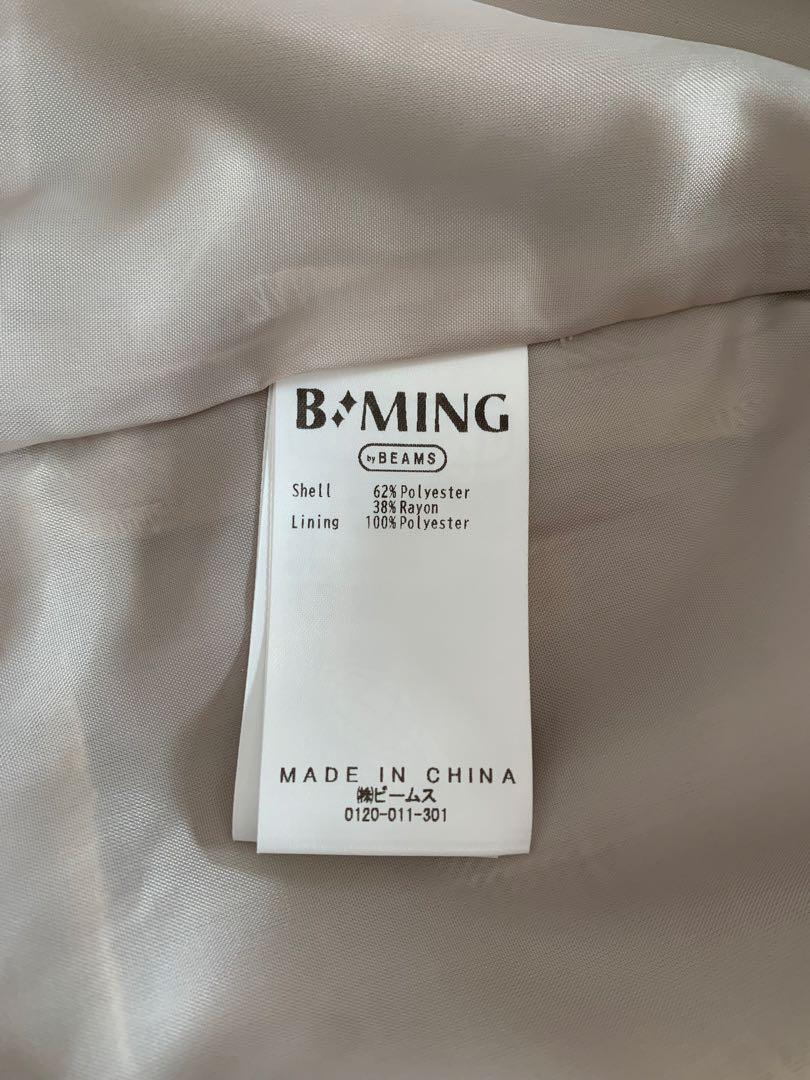 B:MING
by BEAMS
Shell 62% Polyester
38% Rayon
Lining 100% Polyester
MADE IN CHINA
㈱ビームス
0120-011-301